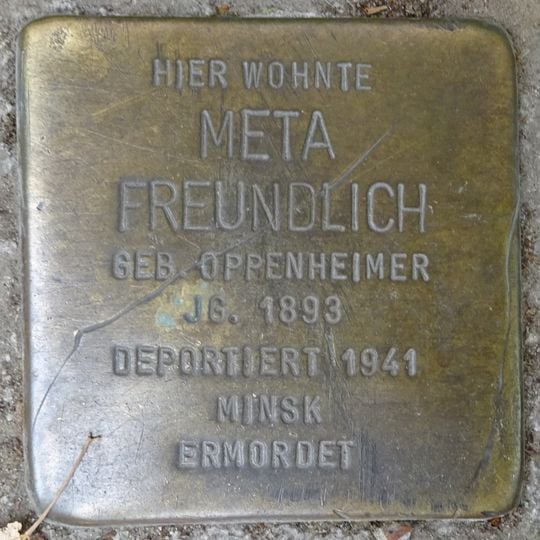 HIER WOHNTE
META
FREUNDLICH
GEB. OPPENHEIMER
JG. 1893
DEPORTIERT 1941
MINSK
ERMORDET